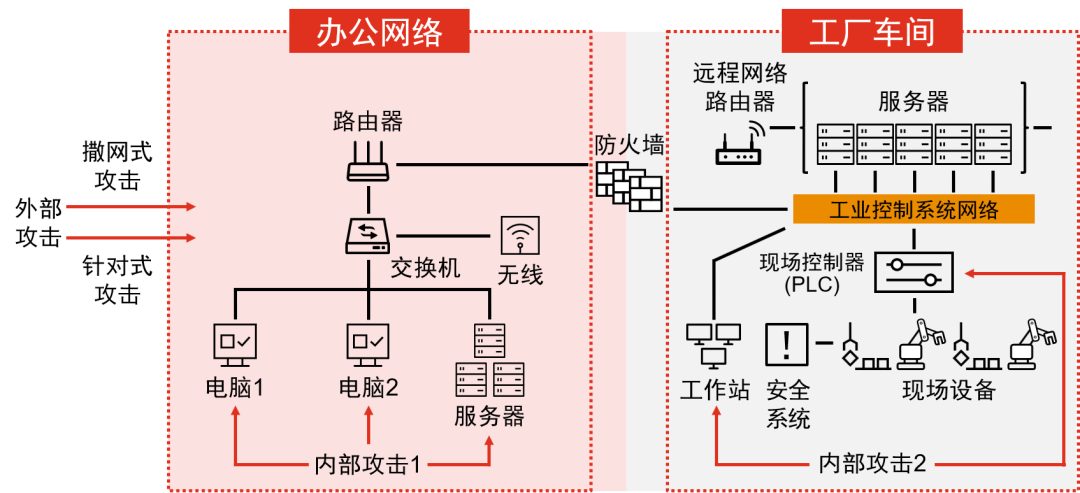 办公网络
工厂车间
撒网式
攻击
外部
攻击
针对式
攻击
路由器
交换机
无线
电脑1
电脑2
服务器
内部攻击1
防火墙
远程网络
路由器
服务器
工业控制系统网络
现场控制器
(PLC)
工作站
安全
系统
现场设备
内部攻击2